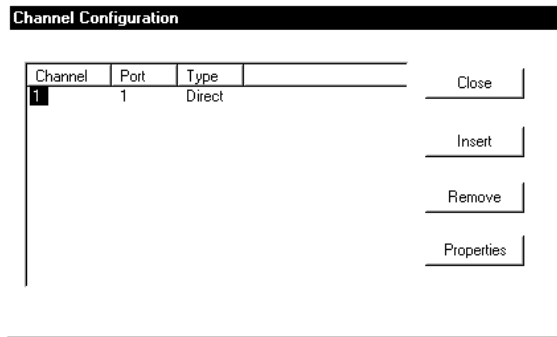 Channel Configuration
Channel Port Type
1 1 Direct
Close
Insert
Remove
Properties